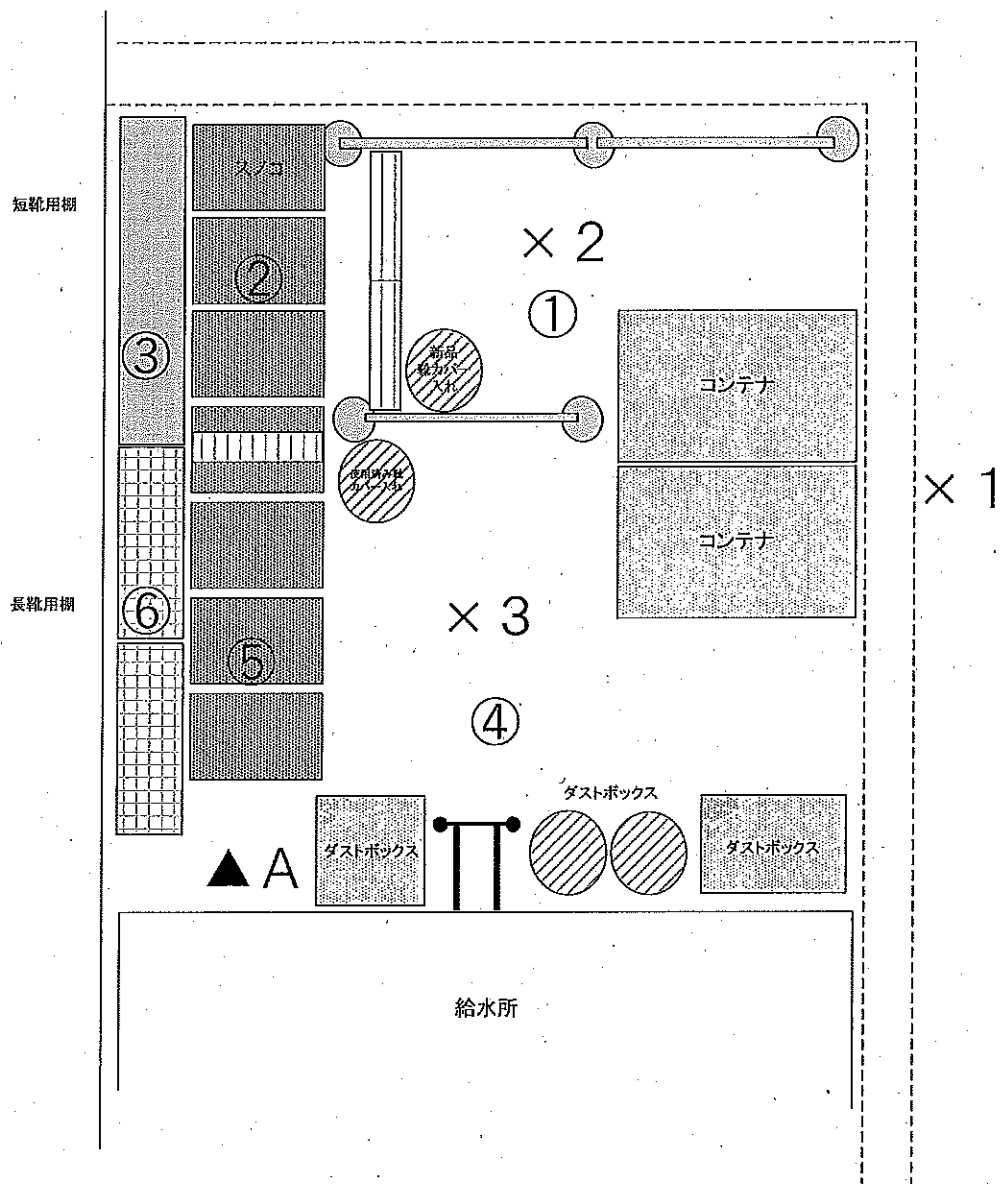 スノコ
短靴用棚
× 2
②
①
③
新品
靴カバー
入れ
コンテナ
使用済み靴
カバー入れ
× 1
コンテナ
長靴用棚
⑥
× 3
⑤
④
ダストボックス
▲ A
ダストボックス
ダストボックス
給水所